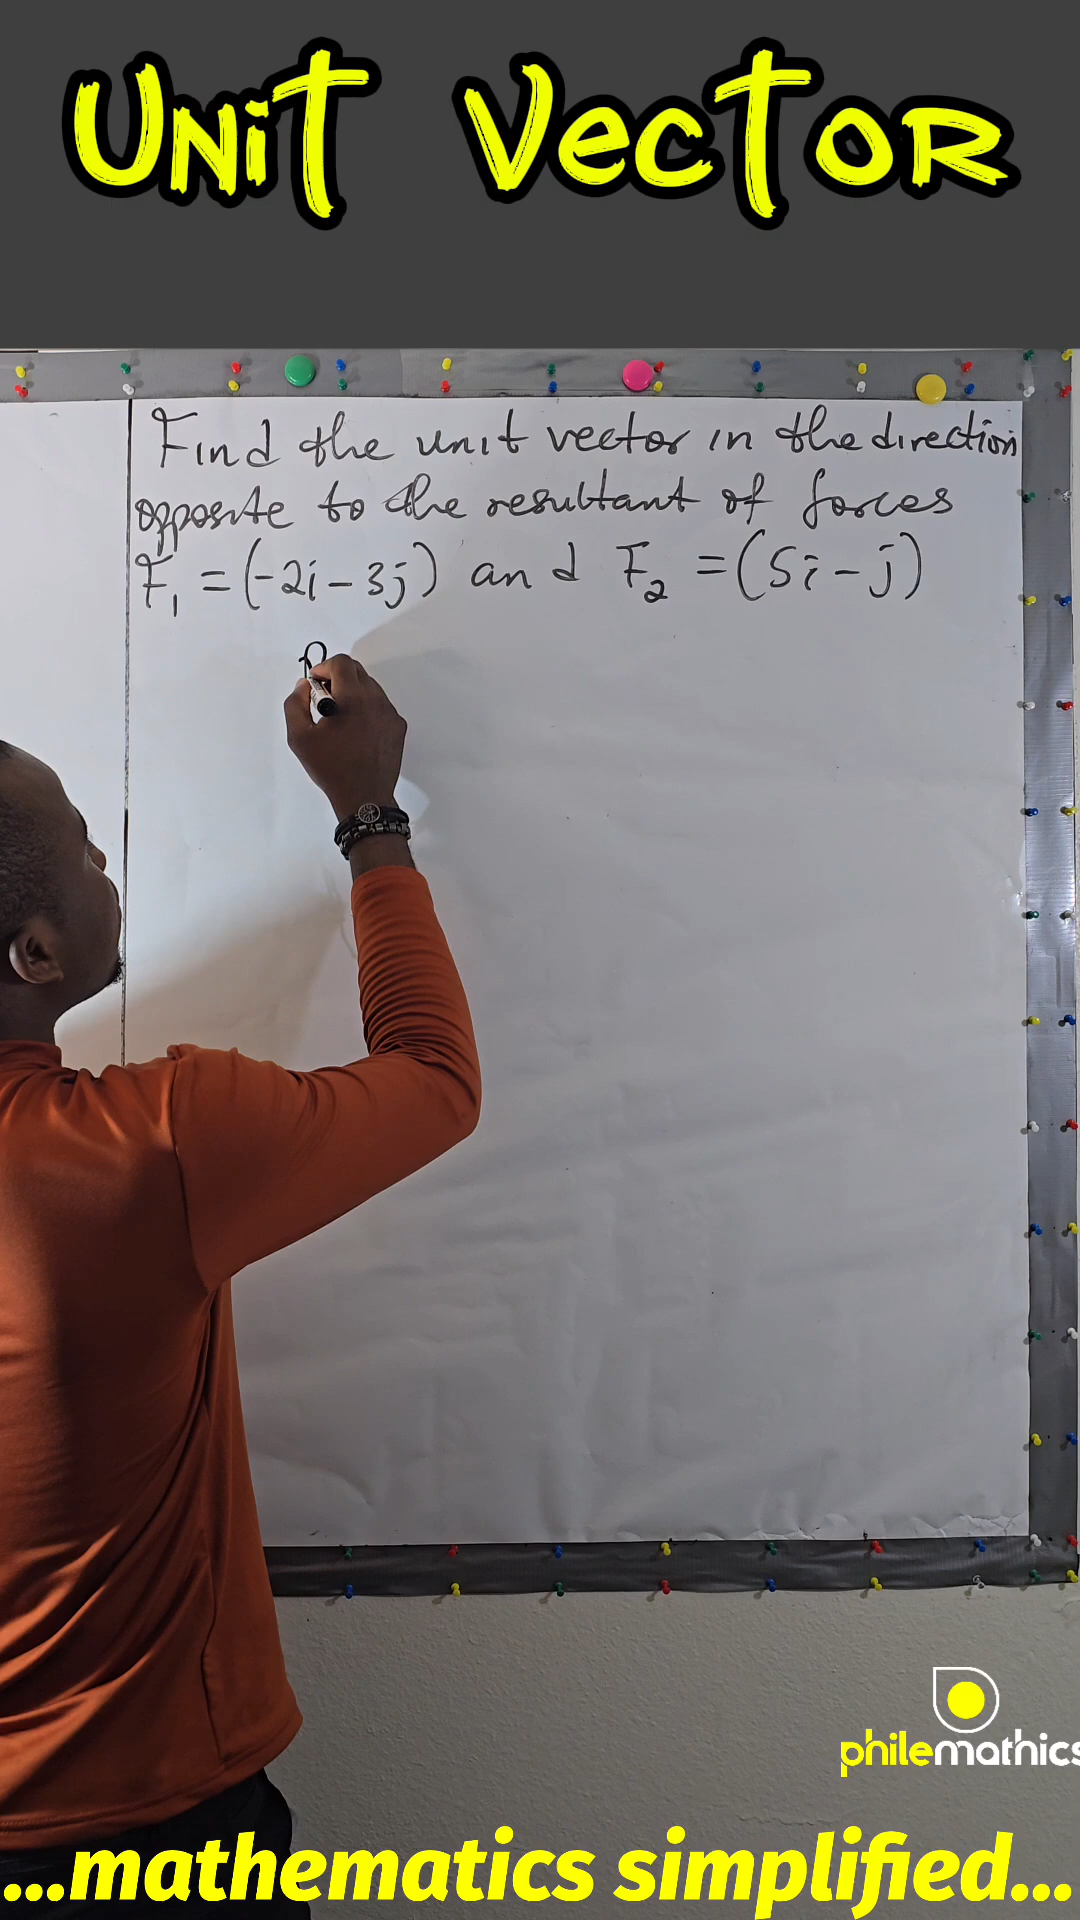 UNiT VecToR
Find the unit vector in the direction
opposite to the resultant of forces
F₁ = (-2i - 3j) and F₂ = (5i - j)
R
philemathics
...mathematics simplified...